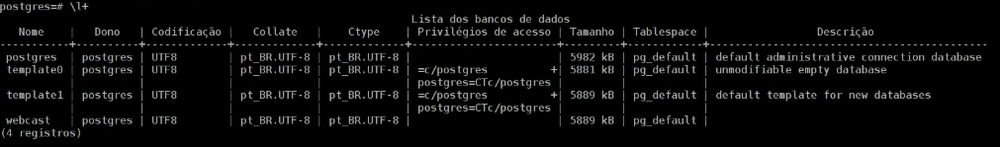 postgres=# \l+
                                                              Lista dos bancos de dados
   Nome    |   Dono   | Codificação |   Collate   |    Ctype    | Privilégios de acesso | Tamanho | Tablespace |                 Descrição
-----------+----------+-------------+-------------+-------------+-----------------------+---------+------------+--------------------------------------------
 postgres  | postgres | UTF8        | pt_BR.UTF-8 | pt_BR.UTF-8 |                       | 5982 kB | pg_default | default administrative connection database
 template0 | postgres | UTF8        | pt_BR.UTF-8 | pt_BR.UTF-8 | =c/postgres          +| 5881 kB | pg_default | unmodifiable empty database
           |          |             |             |             | postgres=CTc/postgres |         |            |
 template1 | postgres | UTF8        | pt_BR.UTF-8 | pt_BR.UTF-8 | =c/postgres          +| 5889 kB | pg_default | default template for new databases
           |          |             |             |             | postgres=CTc/postgres |         |            |
 webcast   | postgres | UTF8        | pt_BR.UTF-8 | pt_BR.UTF-8 |                       | 5889 kB | pg_default |
(4 registros)